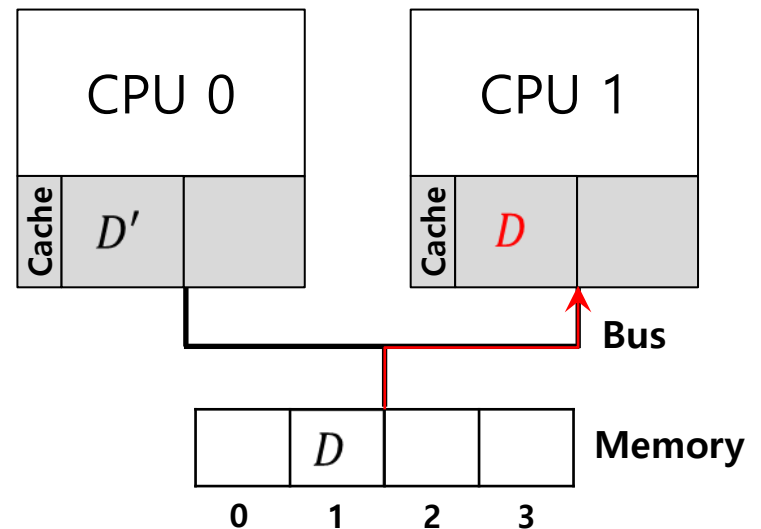 CPU 0
CPU 1
Cache
D′
Cache
D
Bus
D
Memory
0 1 2 3